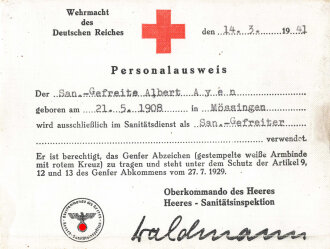 Wehrmacht
des
Deutschen Reiches
den 14. 3. 1941
Personalausweis
Der San.-Gefreite Albert Ayen
geboren am 21.5.1908 in Mössingen
wird ausschließlich im Sanitätsdienst als San.-Gefreiter
verwendet.
Er ist berechtigt, das Genfer Abzeichen (gestempelte weiße Armbinde
mit rotem Kreuz) zu tragen und steht unter dem Schutz der Artikel 9,
12 und 13 des Genfer Abkommens vom 27. 7. 1929.
Oberkommando des Heeres
Heeres - Sanitätsinspektion
Waldmann